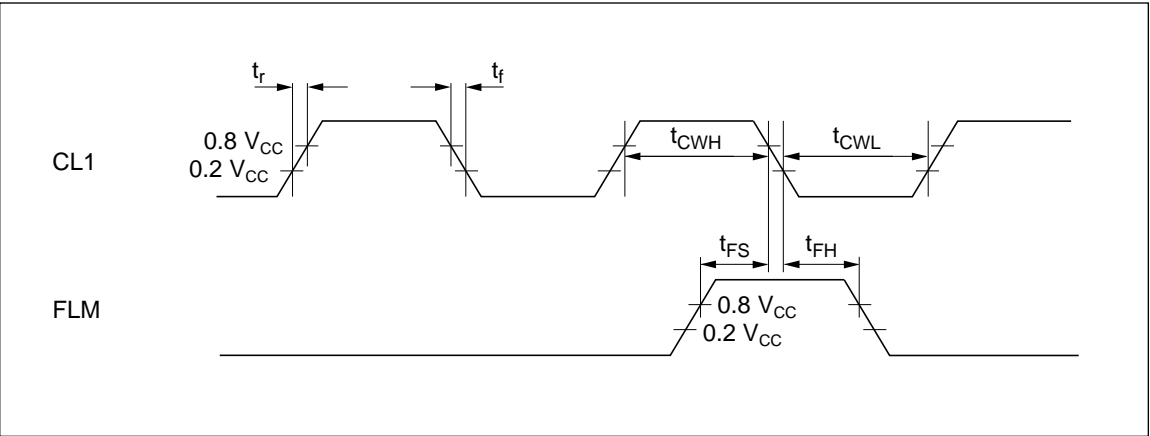 tr
tf
CL1
0.8 VCC
0.2 VCC
tCWH
tCWL
tFS
tFH
FLM
0.8 VCC
0.2 VCC